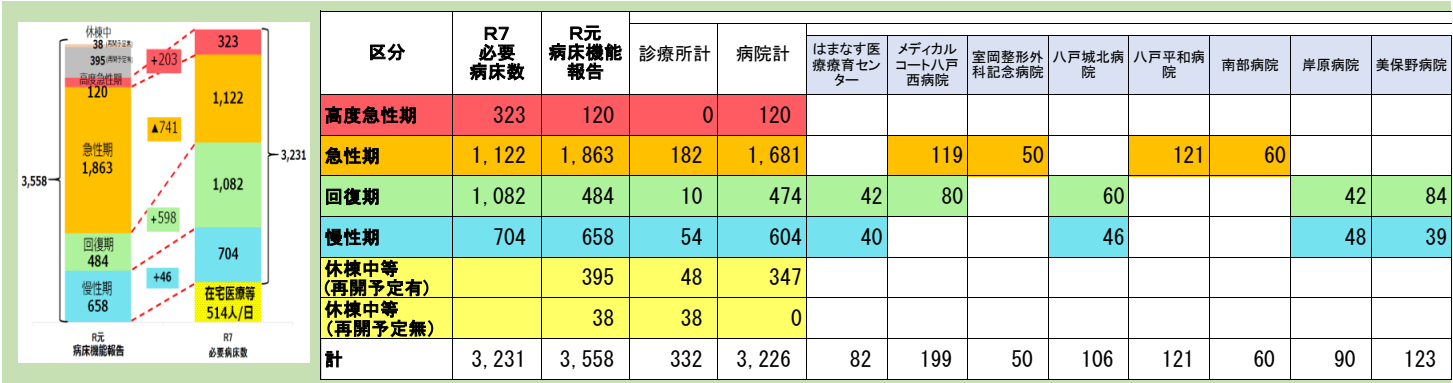 休棟中
38 (再開予定無)
395 (再開予定有)
高度急性期
120
急性期
1,863
回復期
484
慢性期
658
3,558
+203
▲741
+598
+46
323
1,122
1,082
704
在宅医療等
514人/日
3,231
R元
病床機能報告
R7
必要病床数
区分 R7必要病床数 R元病床機能報告 診療所計 病院計 はまなす医療療育センター メディカルコート八戸西病院 室岡整形外科記念病院 八戸城北病院 八戸平和病院 南部病院 岸原病院 美保野病院
高度急性期 323 120 0 120
急性期 1,122 1,863 182 1,681 119 50 121 60
回復期 1,082 484 10 474 42 80 60 42 84
慢性期 704 658 54 604 40 46 48 39
休棟中等
(再開予定有) 395 48 347
休棟中等
(再開予定無) 38 38 0
計 3,231 3,558 332 3,226 82 199 50 106 121 60 90 123